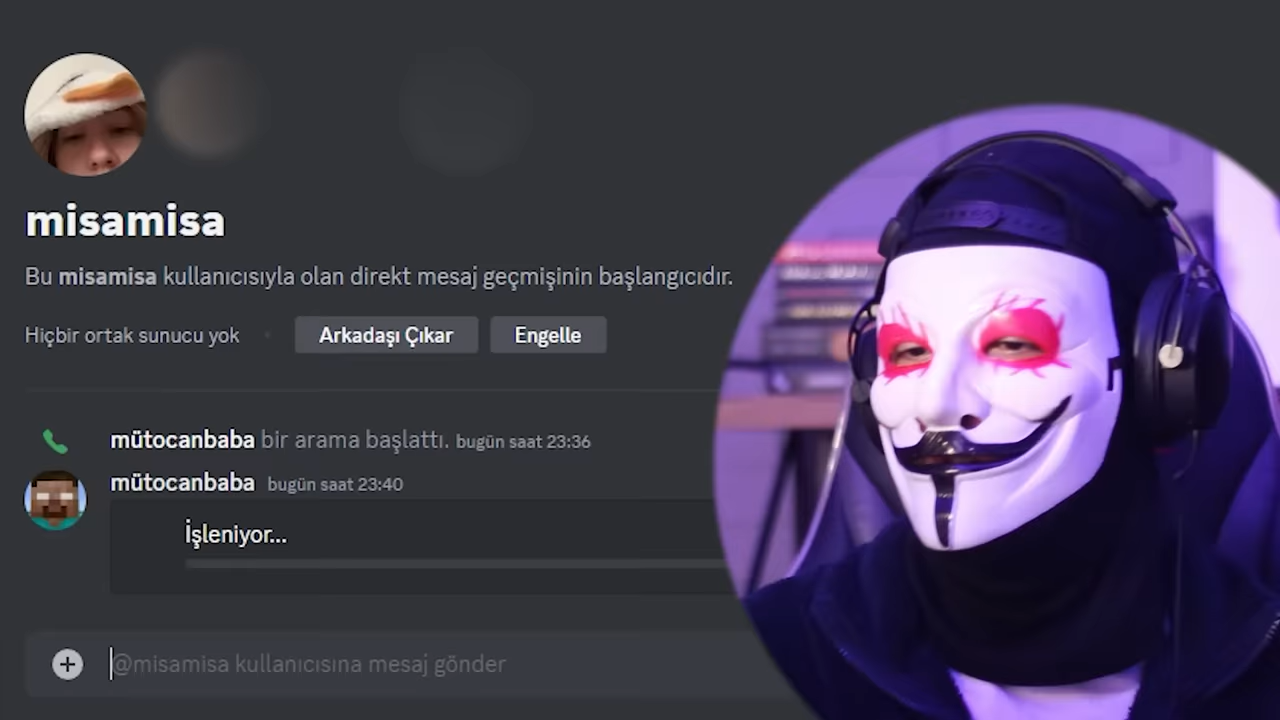 misamisa
Bu misamisa kullanıcısıyla olan direkt mesaj geçmişinin başlangıcıdır.
Hiçbir ortak sunucu yok
Arkadaşı Çıkar
Engelle
mütocanbaba bir arama başlattı. bugün saat 23:36
mütocanbaba bugün saat 23:40
İşleniyor...
@misamisa kullanıcısına mesaj gönder